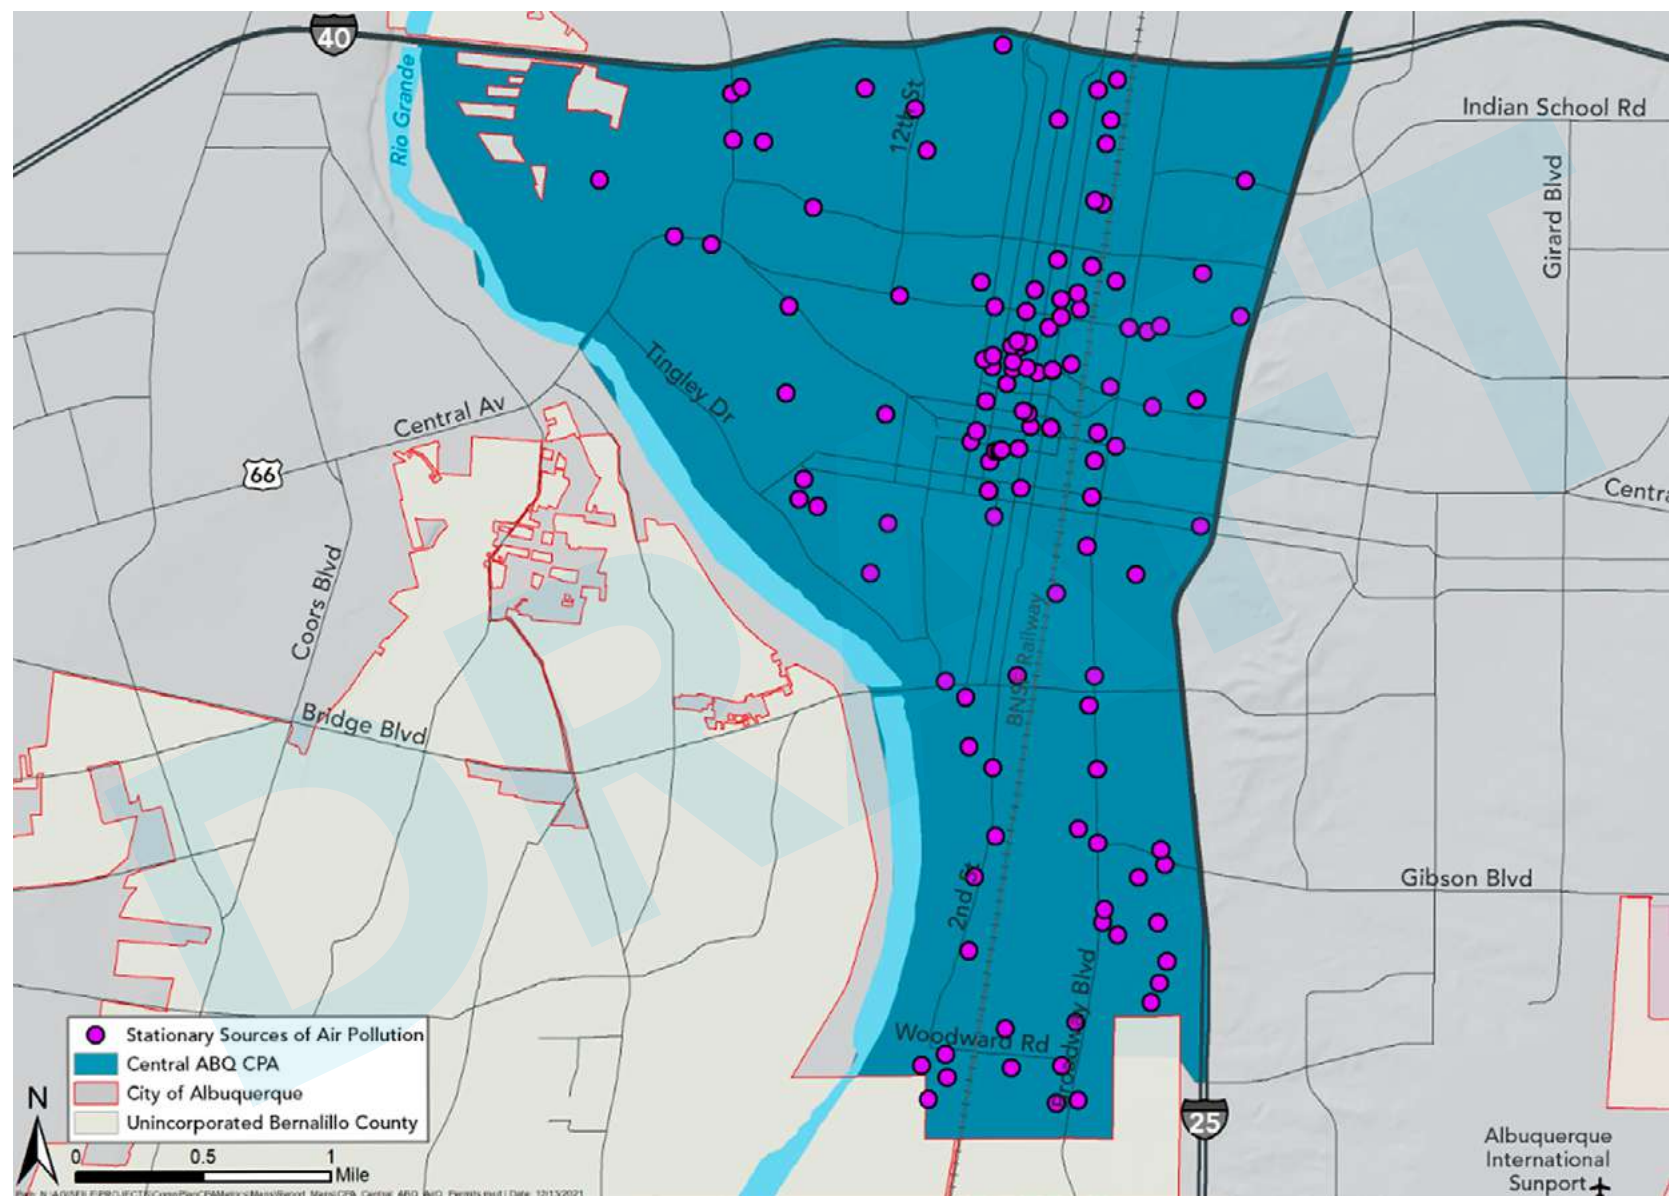 40
Rio Grande
12th St
Indian School Rd
Girard Blvd
Tingley Dr
Central Av
66
Centra
Coors Blvd
BNSF Railway
Bridge Blvd
DRAFT
Gibson Blvd
2nd St
Broadway Blvd
Woodward Rd
Stationary Sources of Air Pollution
Central ABQ CPA
City of Albuquerque
Unincorporated Bernalillo County
N
0 0.5 1
Mile
25
Albuquerque
International
Sunport